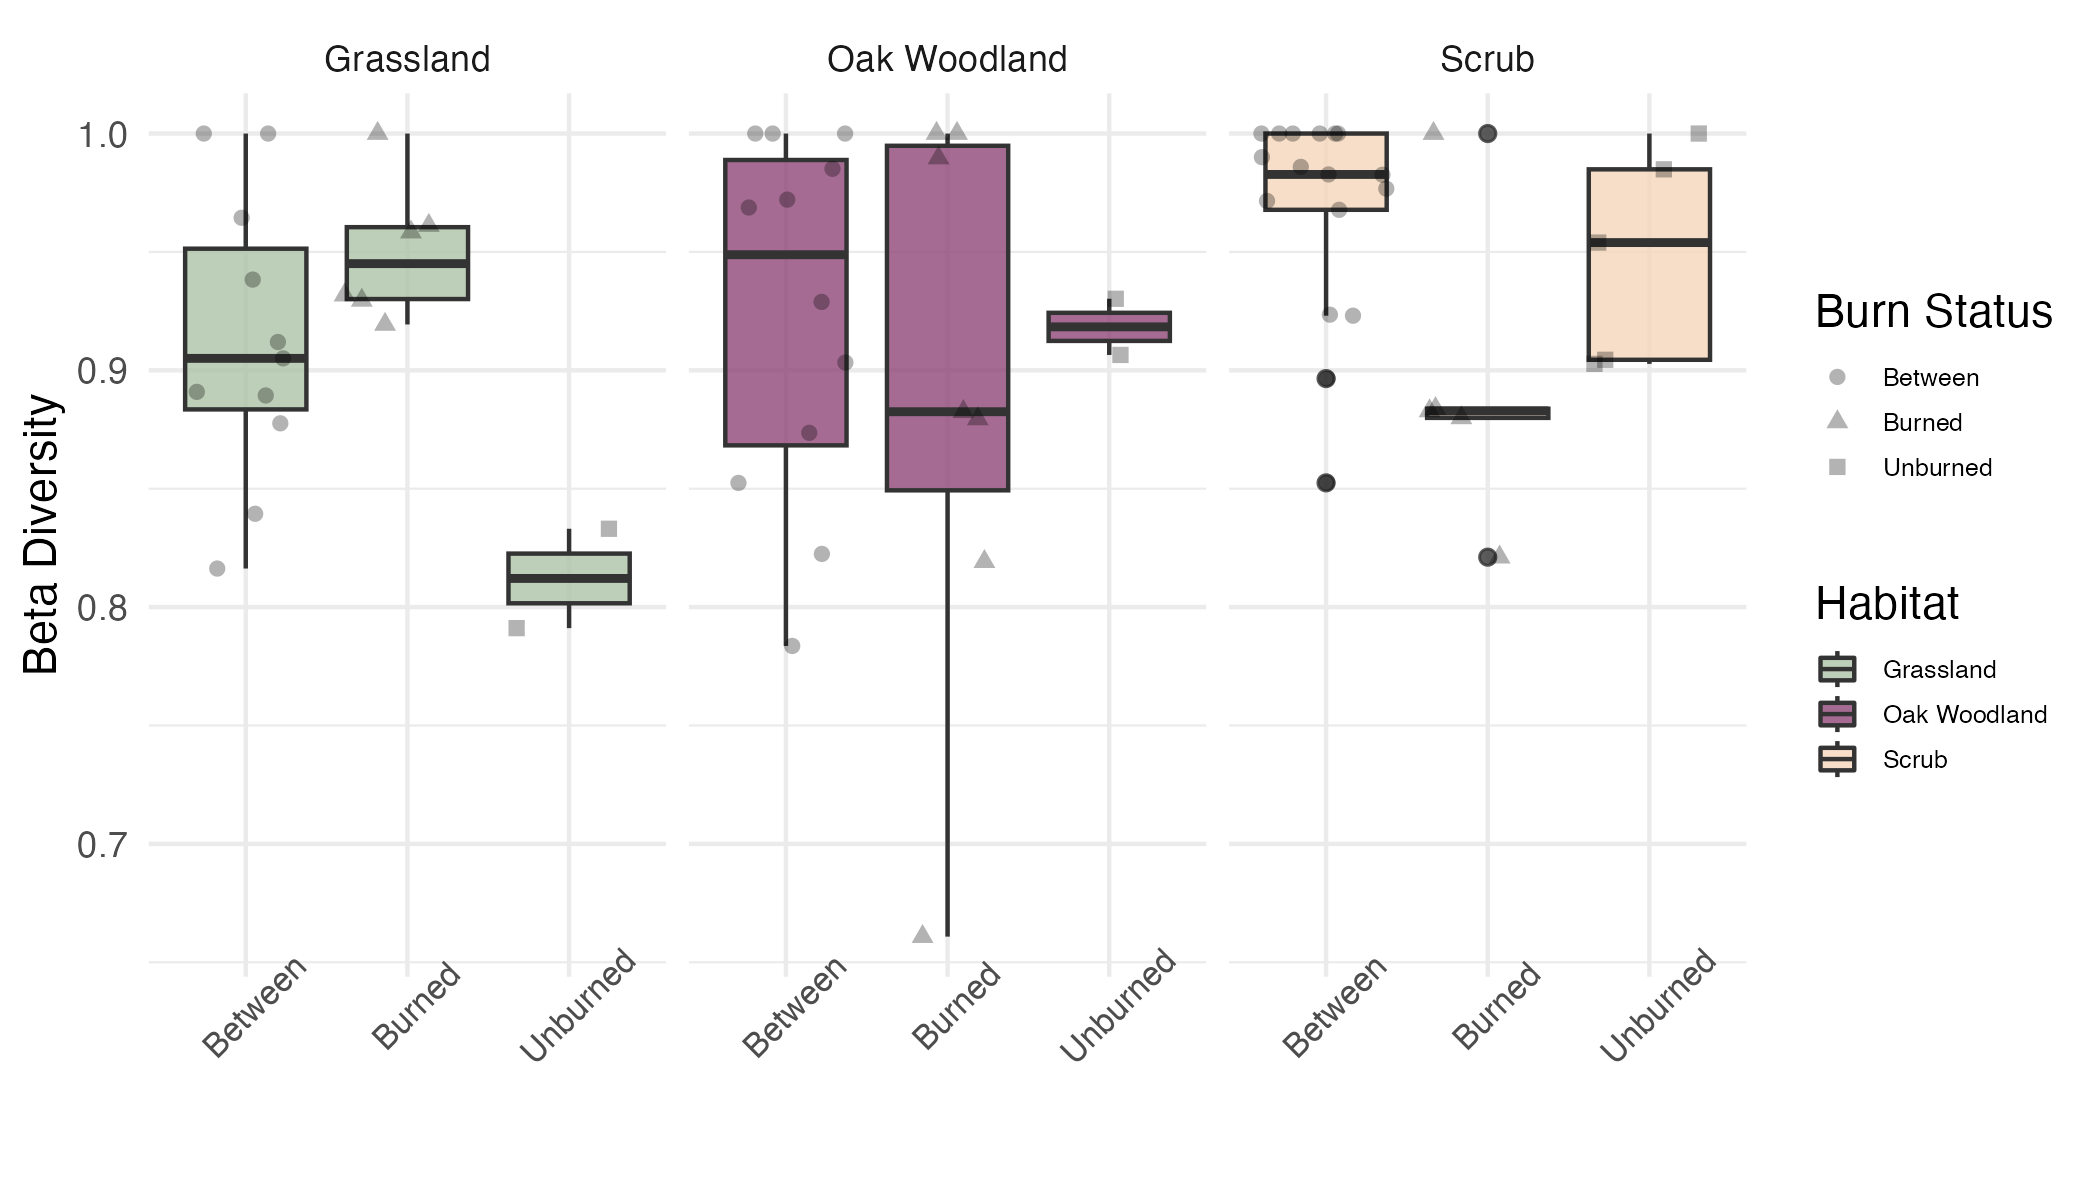 Grassland
Oak Woodland
Scrub
Beta Diversity
1.0
0.9
0.8
0.7
Between
Burned
Unburned
Between
Burned
Unburned
Between
Burned
Unburned
Burn Status
Between
Burned
Unburned
Habitat
Grassland
Oak Woodland
Scrub